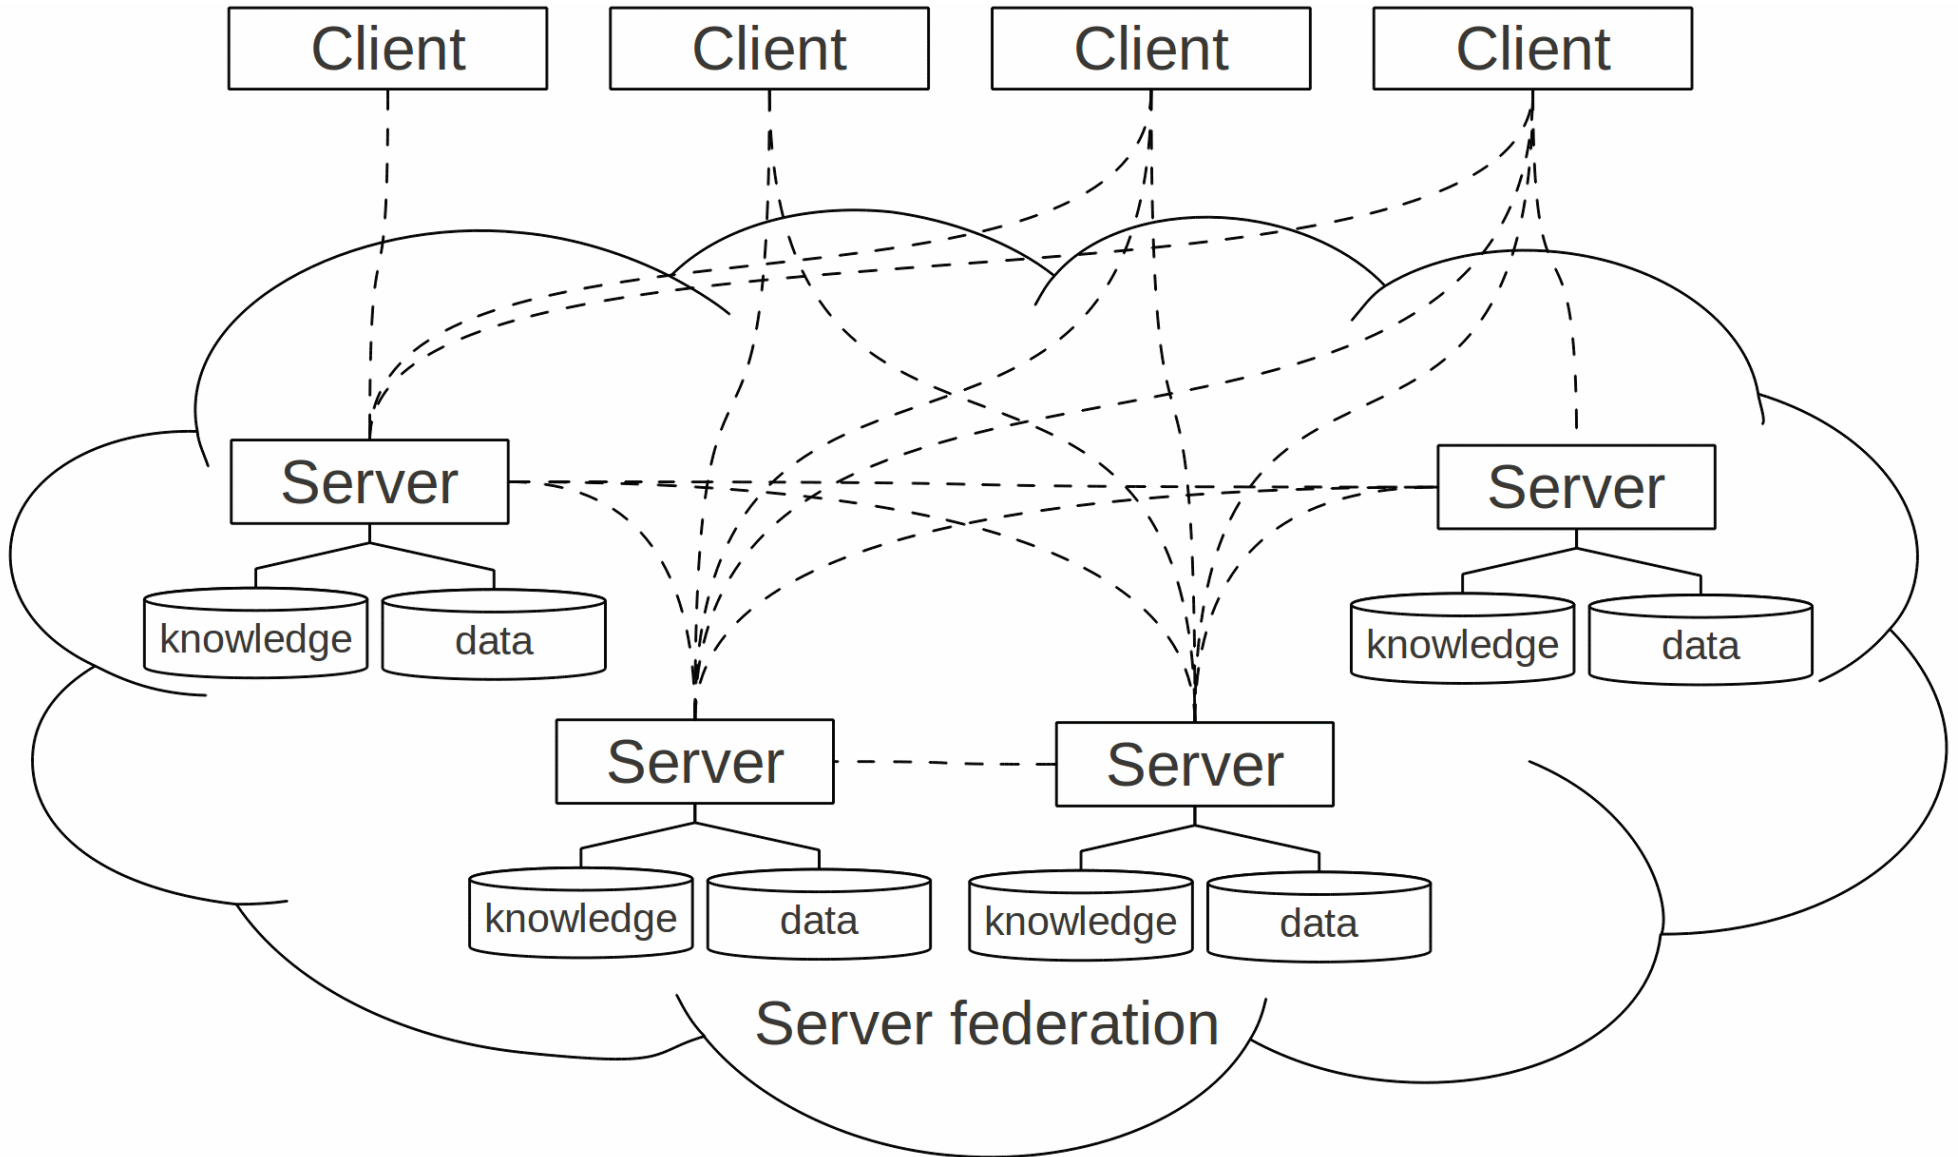 Client
Client
Client
Client
Server
Server
knowledge
data
knowledge
data
Server
Server
knowledge
data
knowledge
data
Server federation